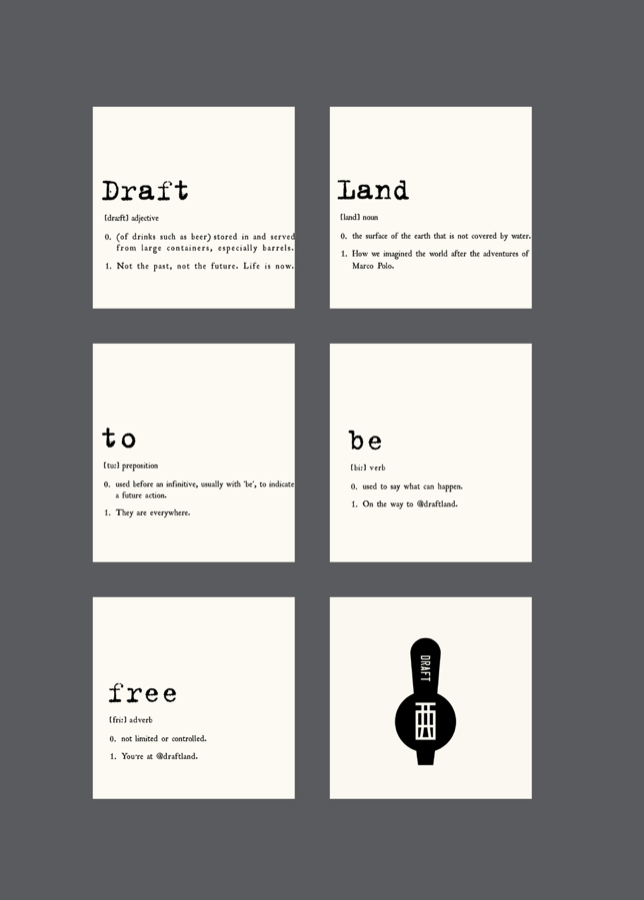 Draft
[dræft] adjective
0. (of drinks such as beer) stored in and served
from large containers, especially barrels.
1. Not the past, not the future. Life is now.
Land
[lænd] noun
0. the surface of the earth that is not covered by water.
1. How we imagined the world after the adventures of
Marco Polo.
to
[tuː] preposition
0. used before an infinitive, usually with 'be', to indicate
a future action.
1. They are everywhere.
be
[biː] verb
0. used to say what can happen.
1. On the way to @draftland.
free
[friː] adverb
0. not limited or controlled.
1. You're at @draftland.
DRAFT